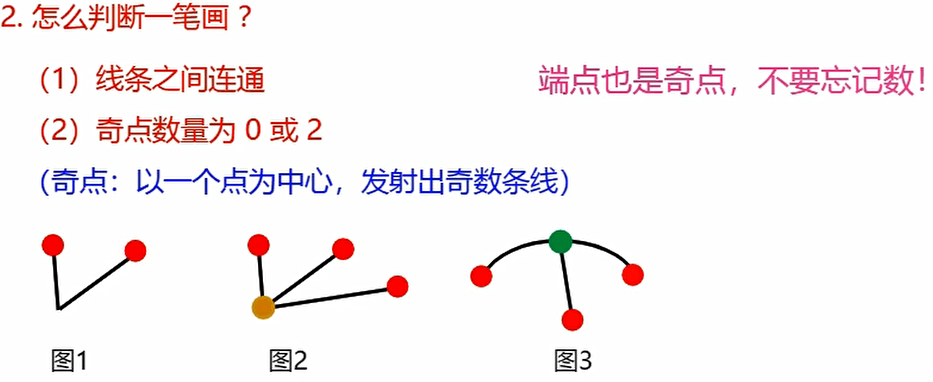 2. 怎么判断一笔画？
（1）线条之间连通
端点也是奇点，不要忘记数！
（2）奇点数量为 0 或 2
（奇点：以一个点为中心，发射出奇数条线）
图1
图2
图3